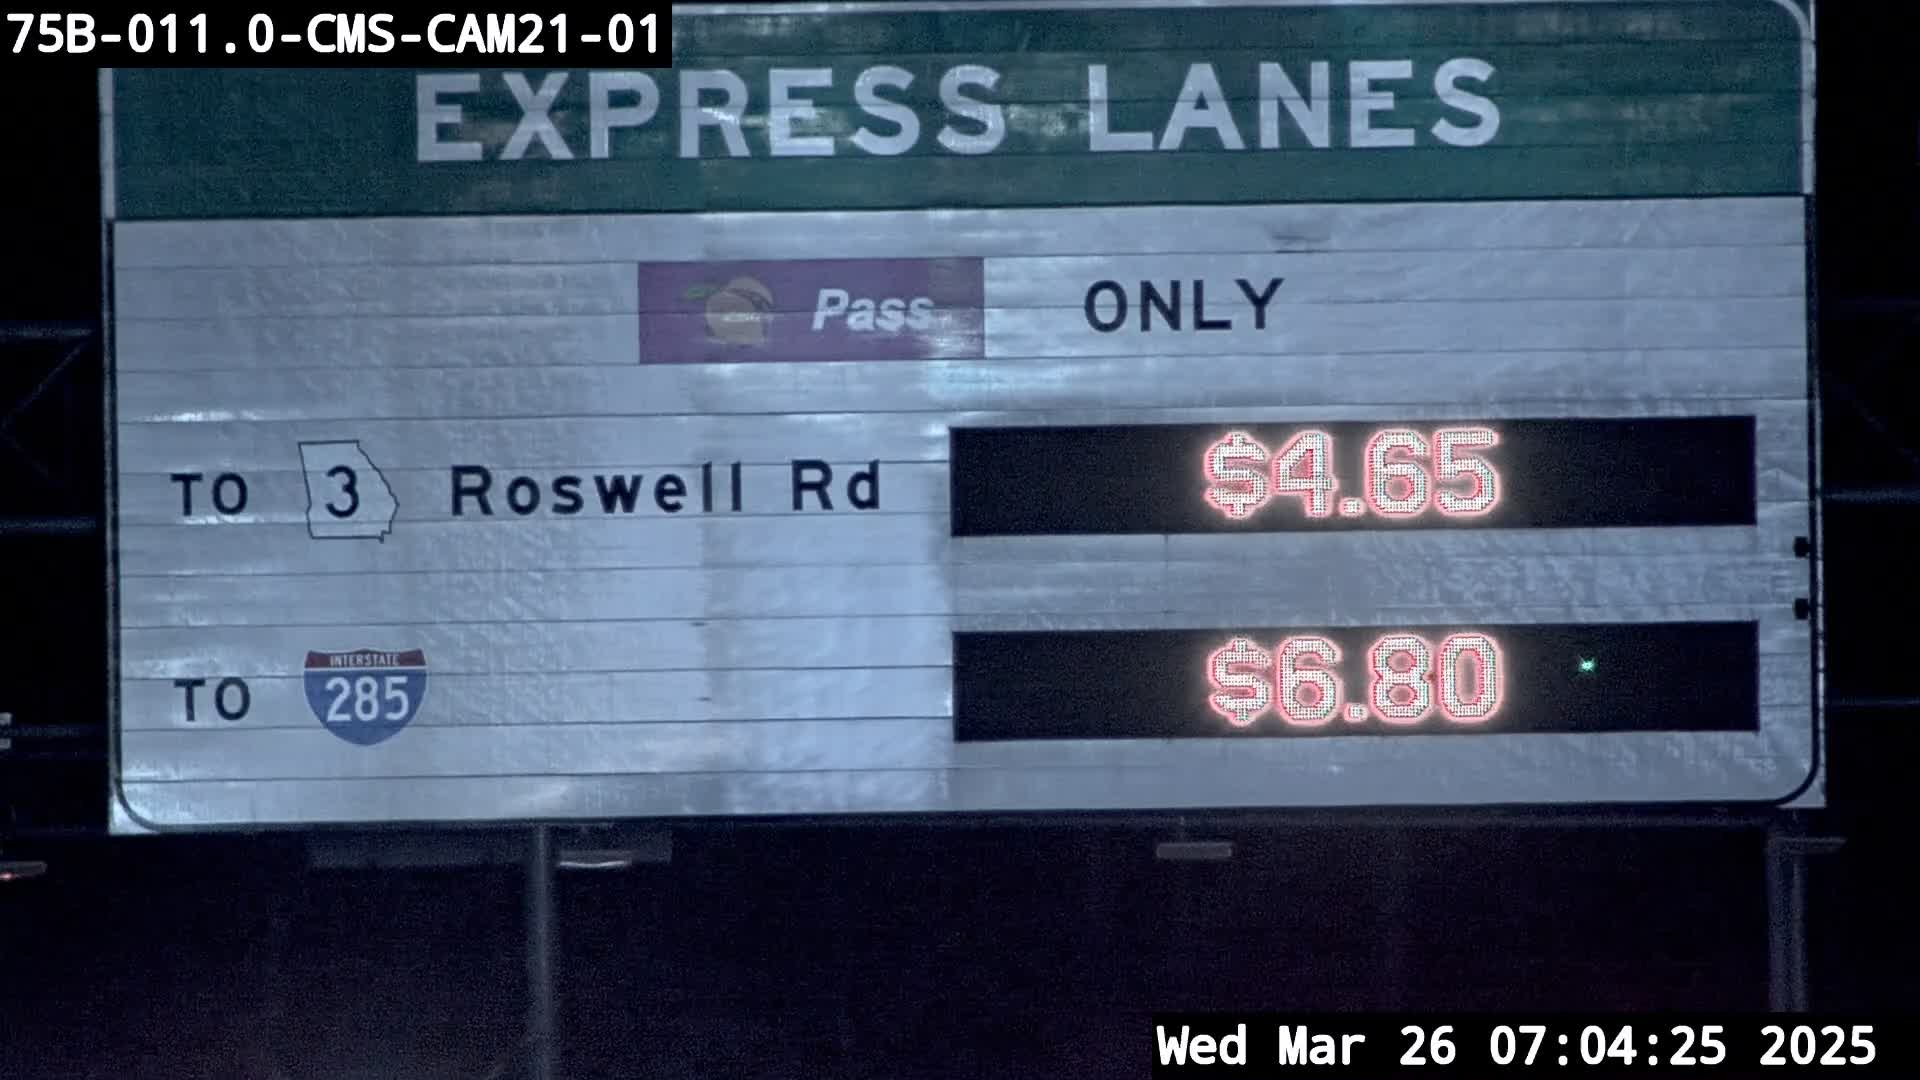 75B-011.0-CMS-CAM21-01
EXPRESS LANES
Pass ONLY
TO 3 Roswell Rd $4.65
TO INTERSTATE 285 $6.80
Wed Mar 26 07:04:25 2025